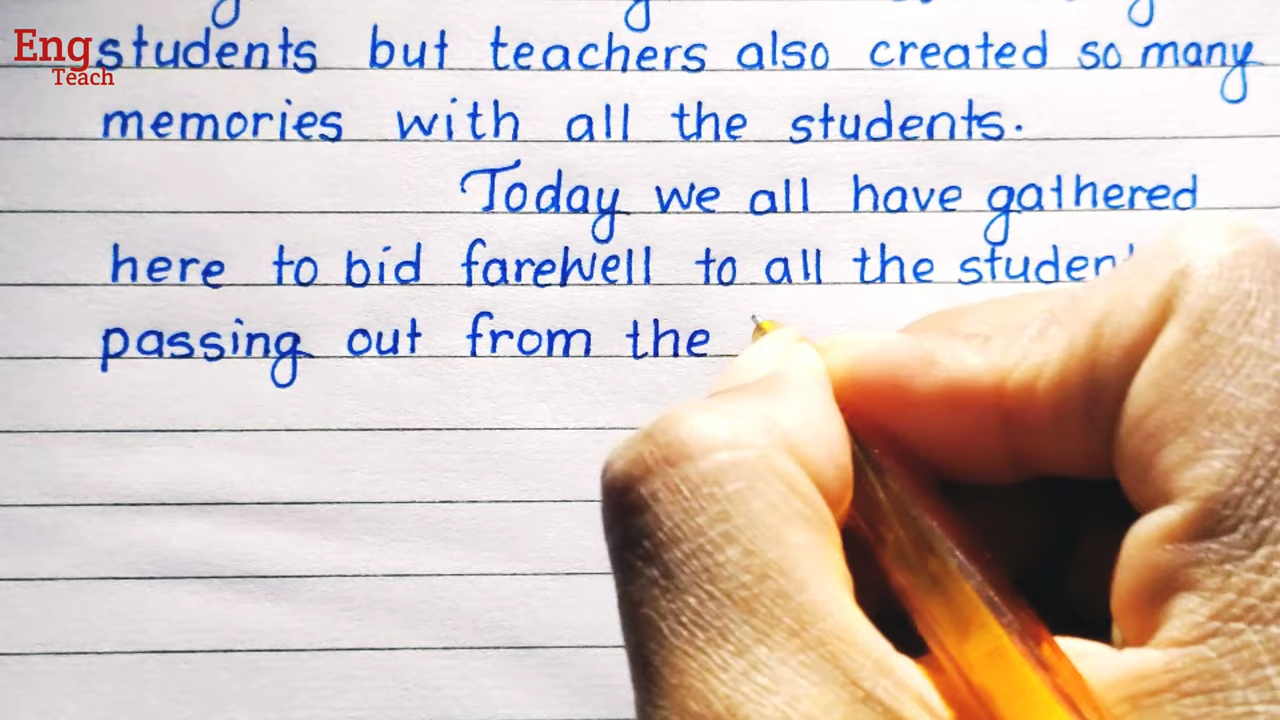 Eng
Teach
students but teachers also created so many
memories with all the students.
Today we all have gathered
here to bid farewell to all the
passing out from the